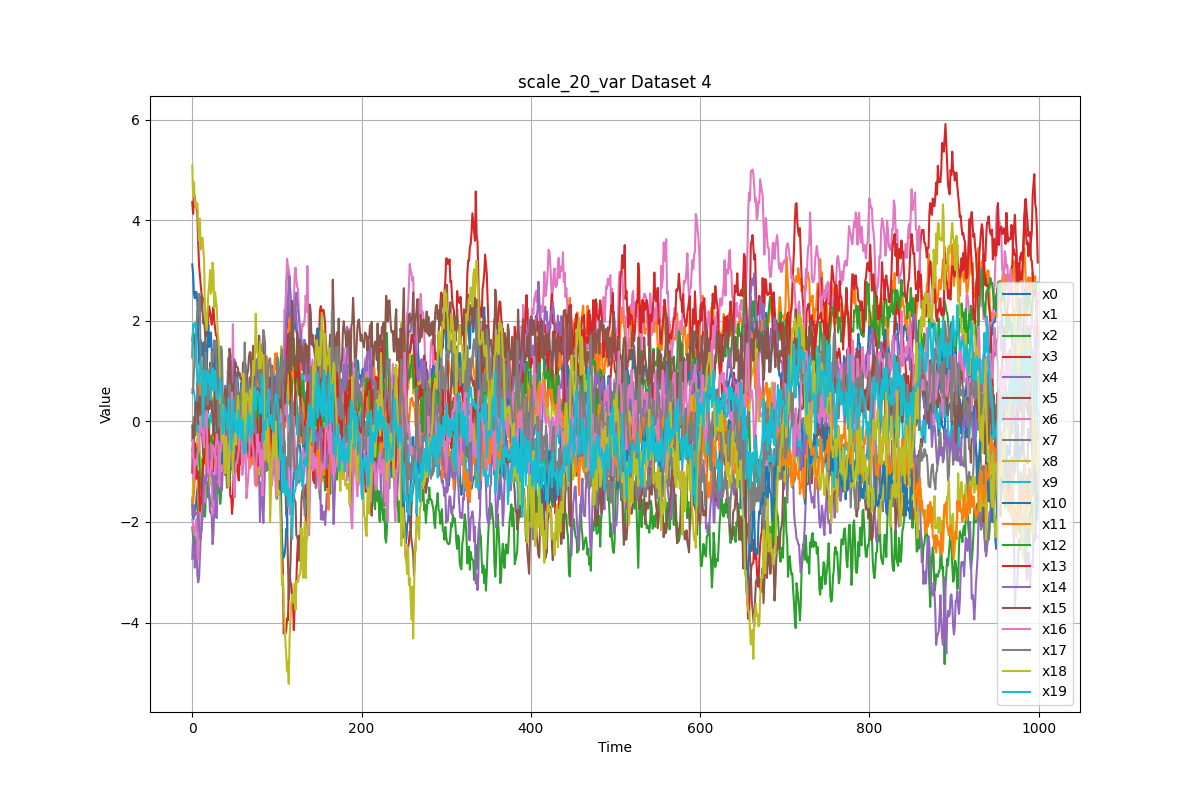 scale_20_var Dataset 4
Value
6
4
2
0
−2
−4
0
200
400
600
800
1000
Time
x0
x1
x2
x3
x4
x5
x6
x7
x8
x9
x10
x11
x12
x13
x14
x15
x16
x17
x18
x19